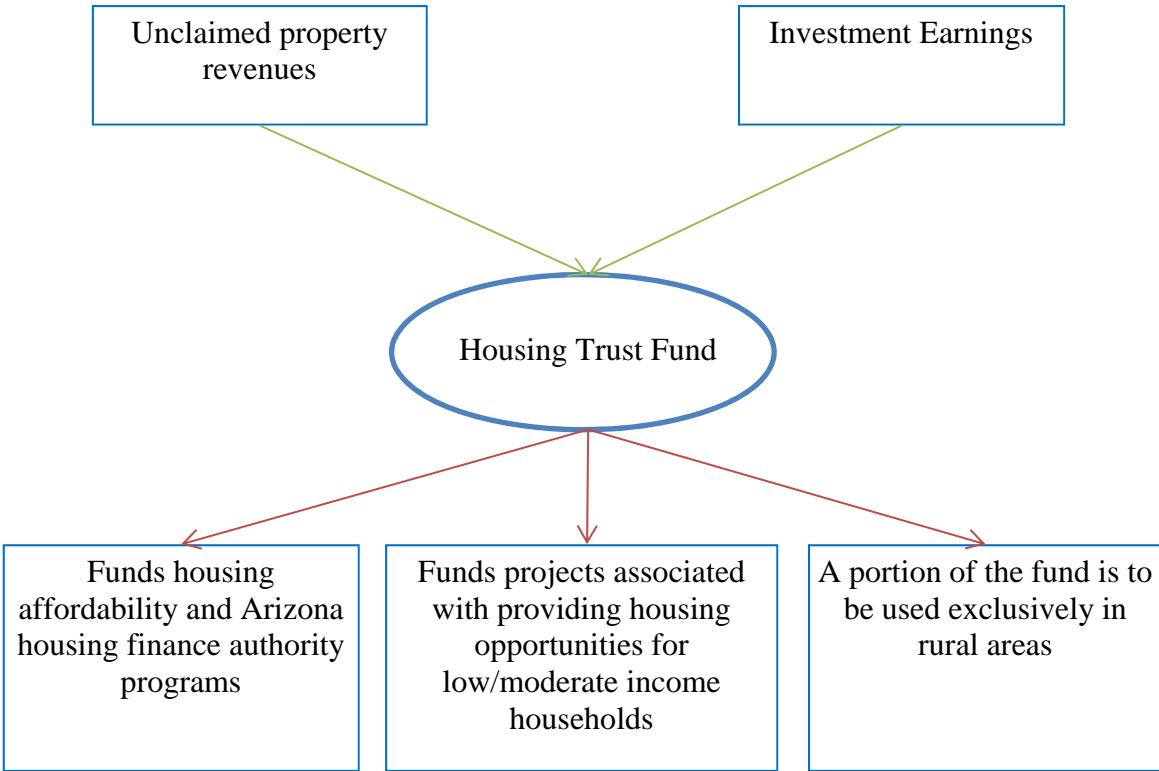 Unclaimed property
revenues
Investment Earnings
Housing Trust Fund
Funds housing
affordability and Arizona
housing finance authority
programs
Funds projects associated
with providing housing
opportunities for
low/moderate income
households
A portion of the fund is to
be used exclusively in
rural areas